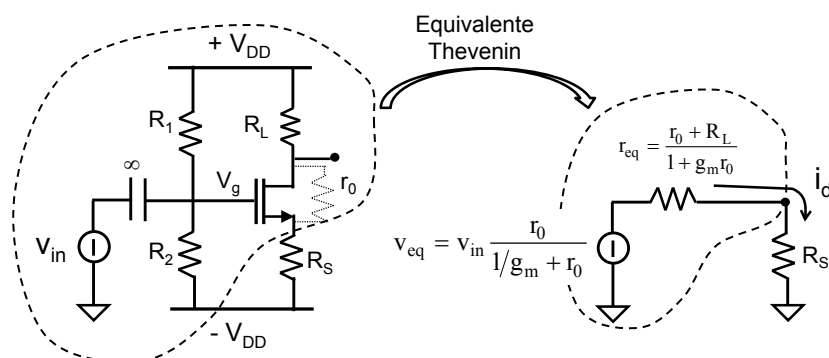 Equivalente
Thevenin
+ V_DD
R_1
R_L
∞
V_g
r_0
v_in
R_2
R_S
- V_DD
r_eq = (r_0 + R_L) / (1 + g_m r_0)
i_d
v_eq = v_in r_0 / (1/g_m + r_0)
R_S